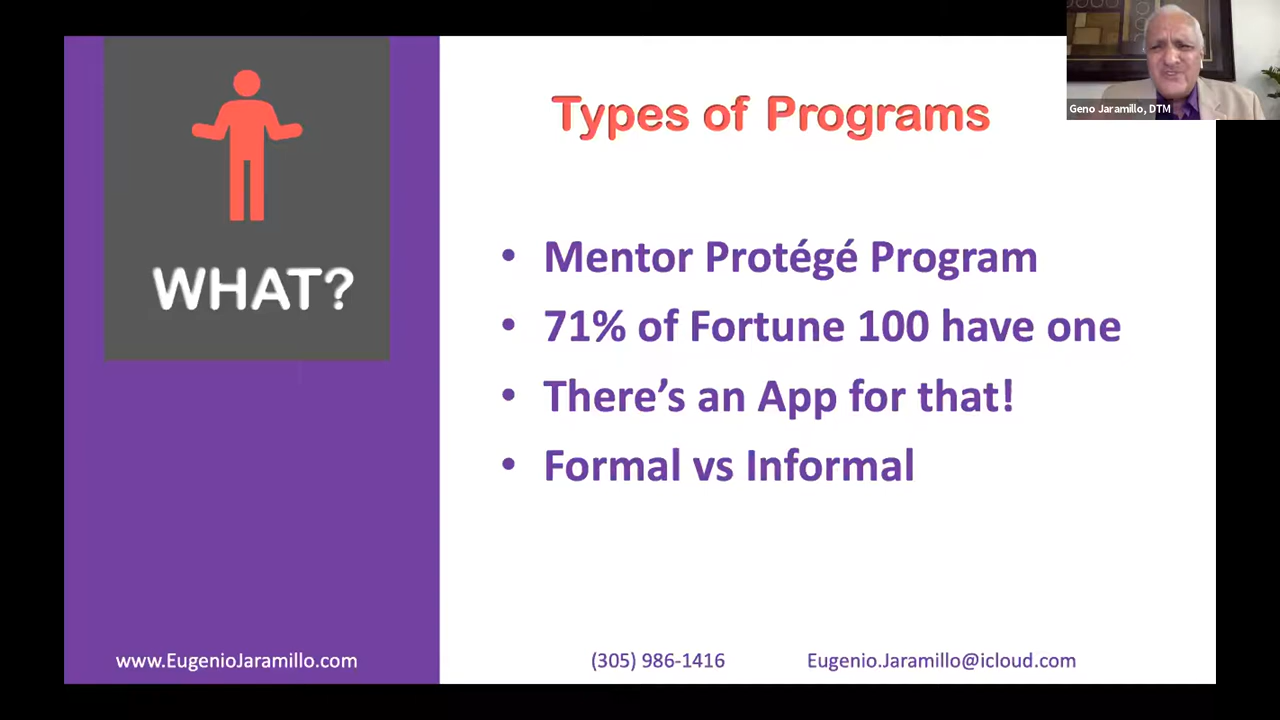 Types of Programs
Geno Jaramillo, DTM
WHAT?
• Mentor Protégé Program
• 71% of Fortune 100 have one
• There’s an App for that!
• Formal vs Informal
www.EugenioJaramillo.com
(305) 986-1416
Eugenio.Jaramillo@icloud.com